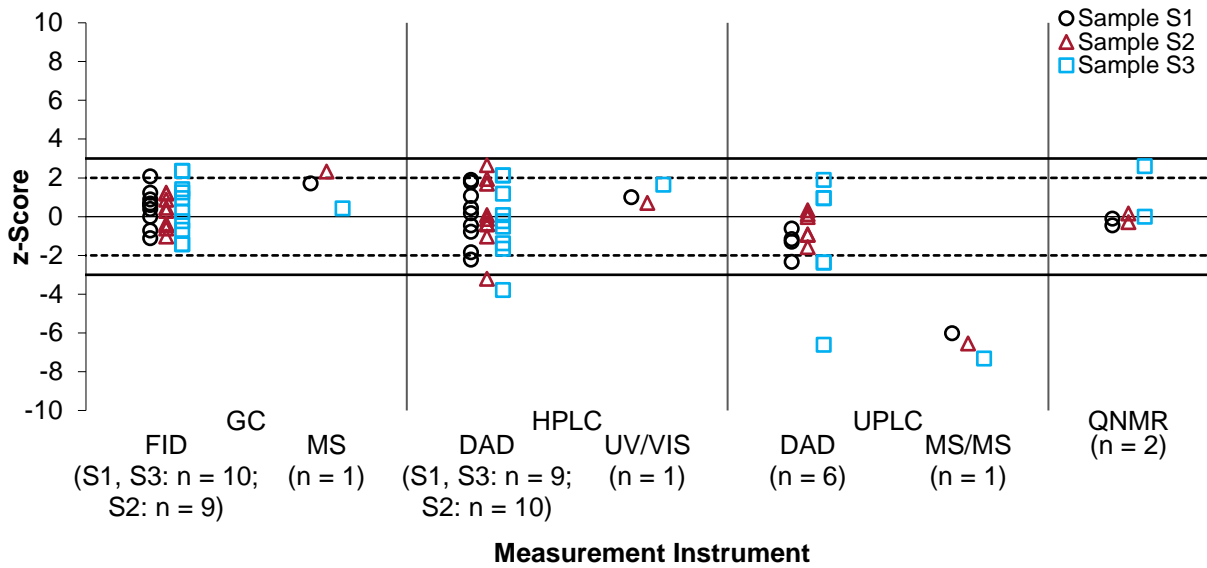 Sample S1
Sample S2
Sample S3
10
8
6
4
2
0
-2
-4
-6
-8
-10
z-Score
GC HPLC UPLC QNMR
FID MS DAD UV/VIS DAD MS/MS (n = 2)
(S1, S3: n = 10; (n = 1) (S1, S3: n = 9; (n = 1) (n = 6) (n = 1)
S2: n = 9) S2: n = 10)
Measurement Instrument